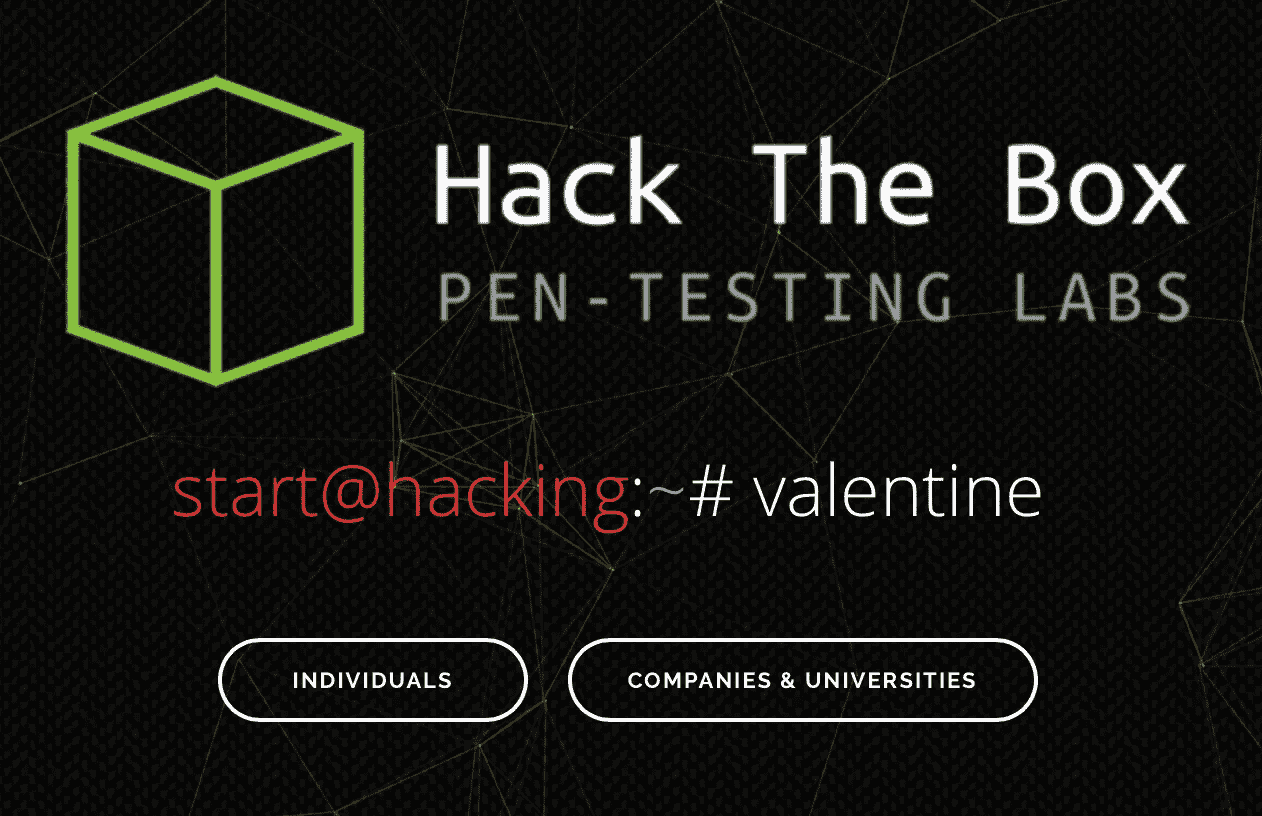 Hack The Box
PEN-TESTING LABS
start@hacking:~# valentine
INDIVIDUALS
COMPANIES & UNIVERSITIES